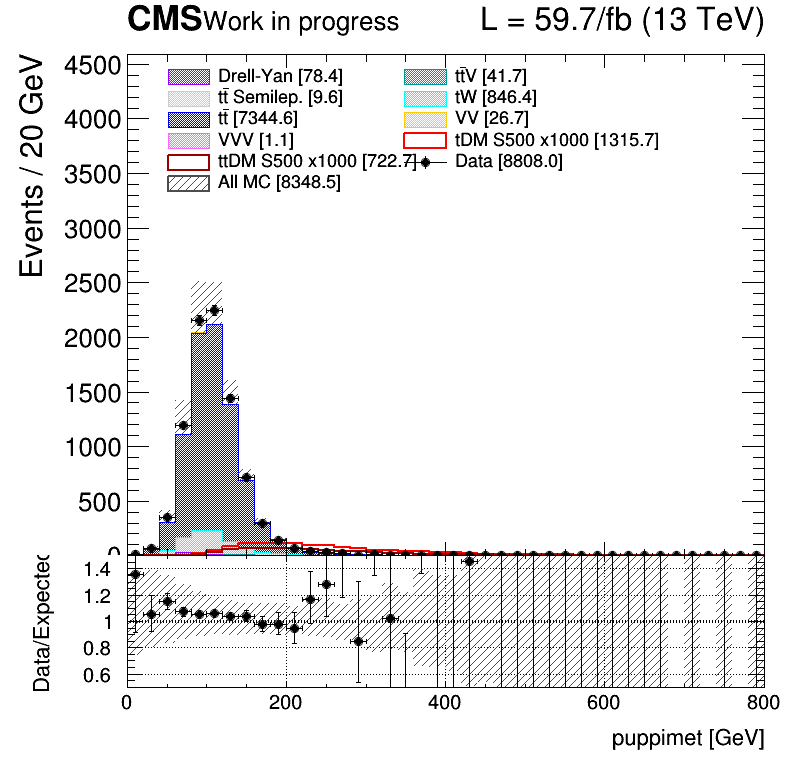 CMS Work in progress L = 59.7/fb (13 TeV)
Events / 20 GeV
4500
4000
3500
3000
2500
2000
1500
1000
500
0
Drell-Yan [78.4]
tt̄V [41.7]
tt̄ Semilep. [9.6]
tW [846.4]
tt̄ [7344.6]
VV [26.7]
VVV [1.1]
tDM S500 x1000 [1315.7]
ttDM S500 x1000 [722.7]
Data [8808.0]
All MC [8348.5]
Data/Expected
1.4
1.2
1
0.8
0.6
0 200 400 600 800
puppimet [GeV]